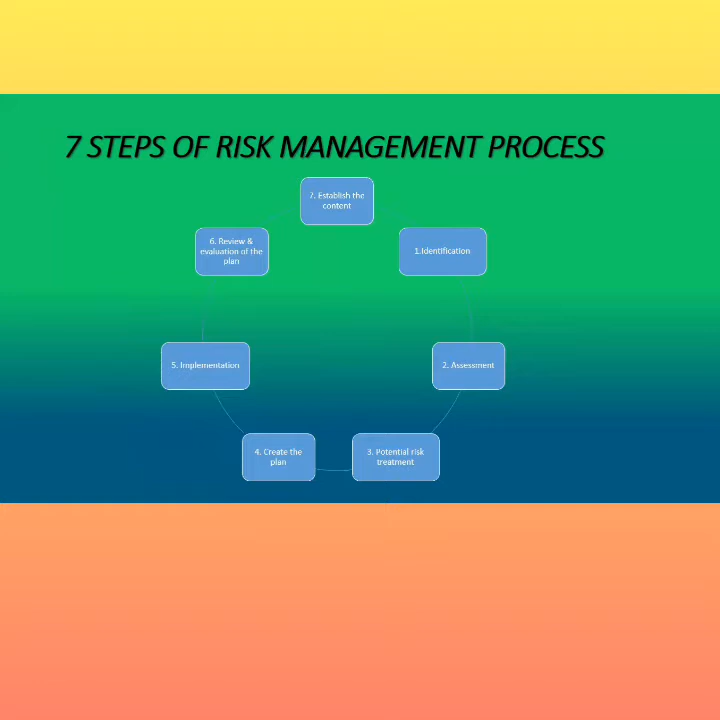 7 STEPS OF RISK MANAGEMENT PROCESS
7. Establish the
content
1.Identification
2. Assessment
3. Potential risk
treatment
4. Create the
plan
5. Implementation
6. Review &
evaluation of the
plan